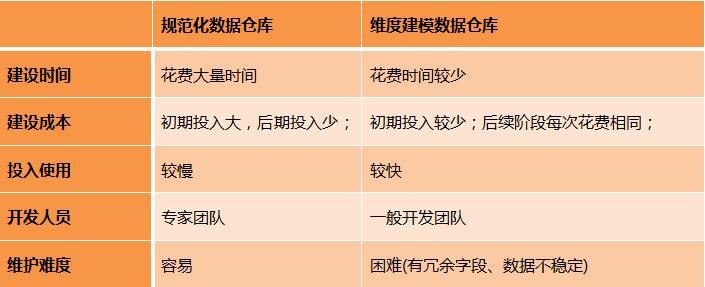 规范化数据仓库 维度建模数据仓库
建设时间 花费大量时间 花费时间较少
建设成本 初期投入大，后期投入少； 初期投入较少；后续阶段每次花费相同；
投入使用 较慢 较快
开发人员 专家团队 一般开发团队
维护难度 容易 困难(有冗余字段、数据不稳定)